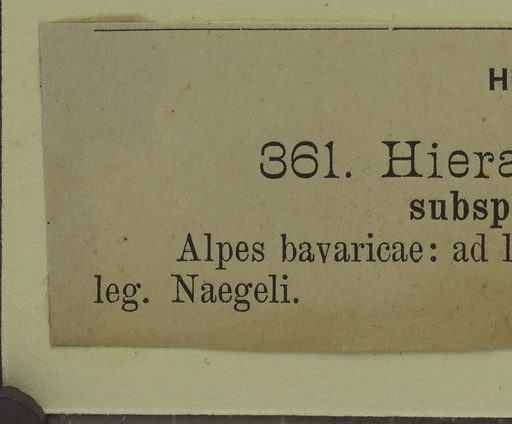 H
361. Hiera
subsp
Alpes bavaricae: ad l
leg. Naegeli.